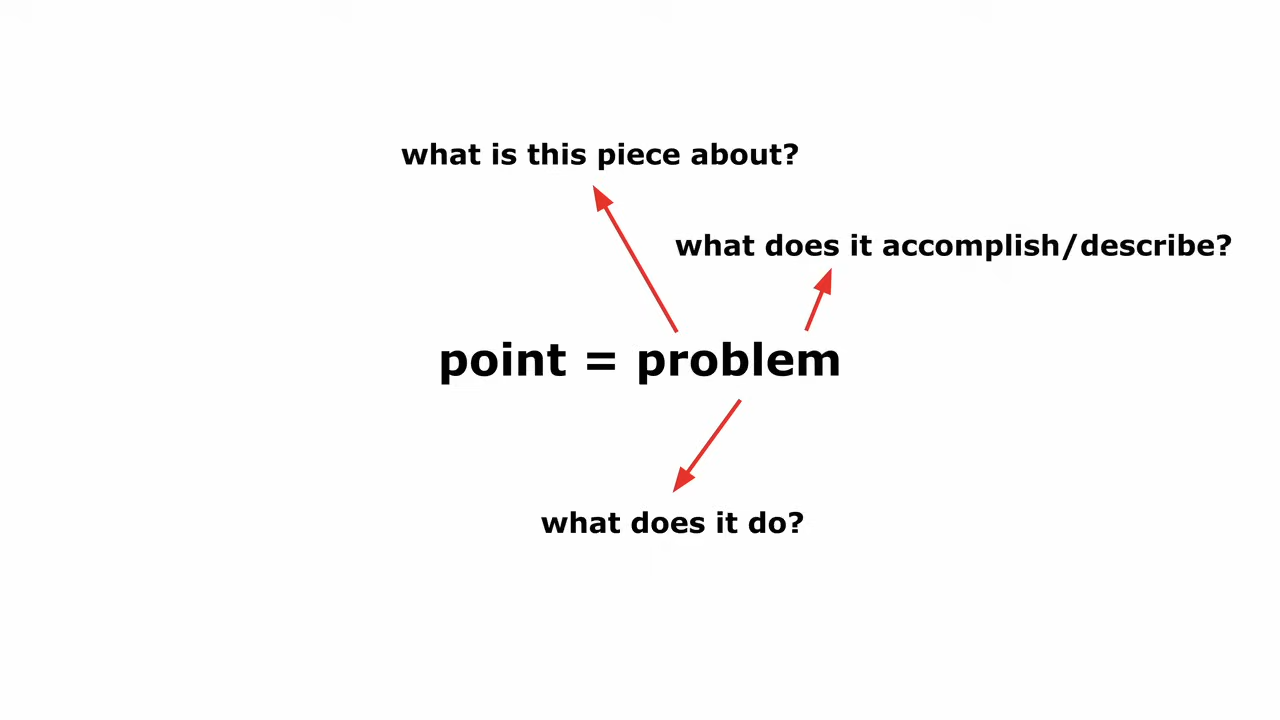 what is this piece about?
what does it accomplish/describe?
point = problem
what does it do?